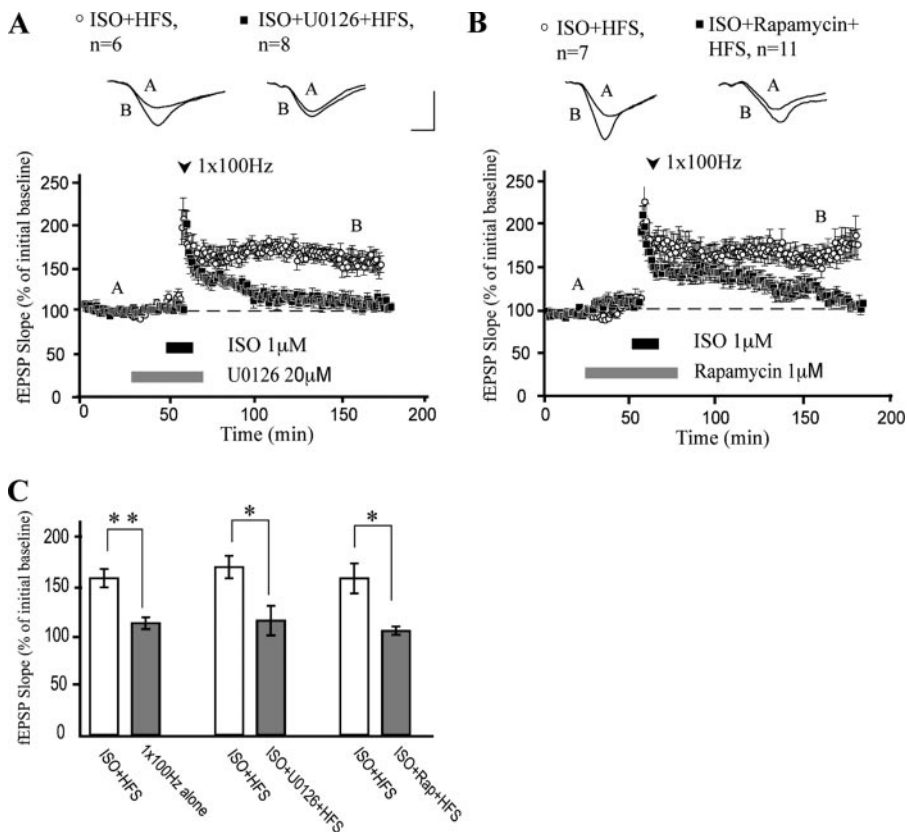 A
ISO+HFS, n=6
ISO+U0126+HFS, n=8
A
B
A
B
1x100Hz
fEPSP Slope (% of initial baseline)
250
200
150
100
50
0
A
B
ISO 1μM
U0126 20μM
0 50 100 150 200
Time (min)
B
ISO+HFS, n=7
ISO+Rapamycin+
HFS, n=11
A
B
A
B
1x100Hz
fEPSP Slope (% of initial baseline)
250
200
150
100
50
0
A
B
ISO 1μM
Rapamycin 1μM
0 50 100 150 200
Time (min)
C
fEPSP Slope (% of initial baseline)
200
150
100
50
0
* *
*
*
ISO+HFS
1x100Hz alone
ISO+HFS
ISO+U0126+HFS
ISO+HFS
ISO+Rap+HFS